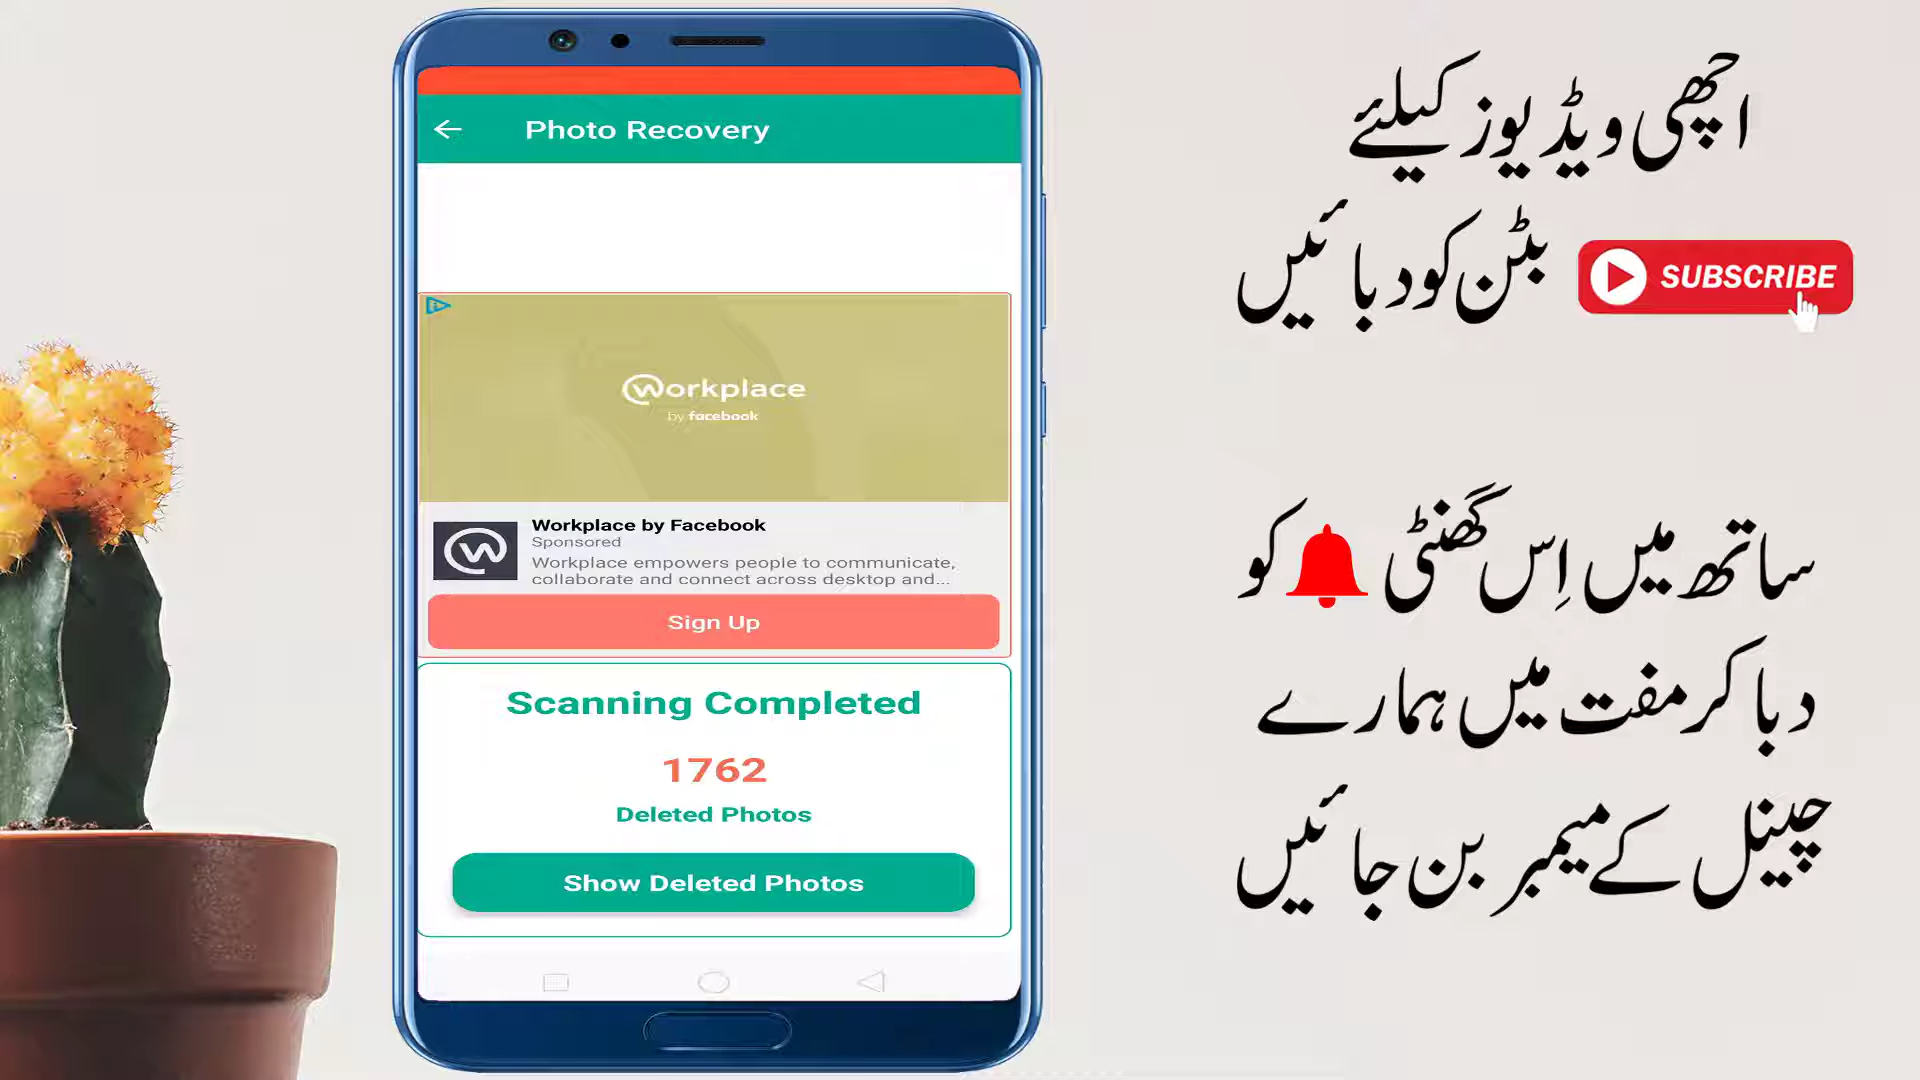 Photo Recovery
Workplace
by facebook
Workplace by Facebook
Sponsored
Workplace empowers people to communicate,
collaborate and connect across desktop and...
Sign Up
Scanning Completed
1762
Deleted Photos
Show Deleted Photos
اچھی ویڈیوز کیلئے
SUBSCRIBE بٹن کو دبائیں
ساتھ میں اِس گھنٹی کو
دبا کر مفت میں ہمارے
چینل کے میمبر بن جائیں